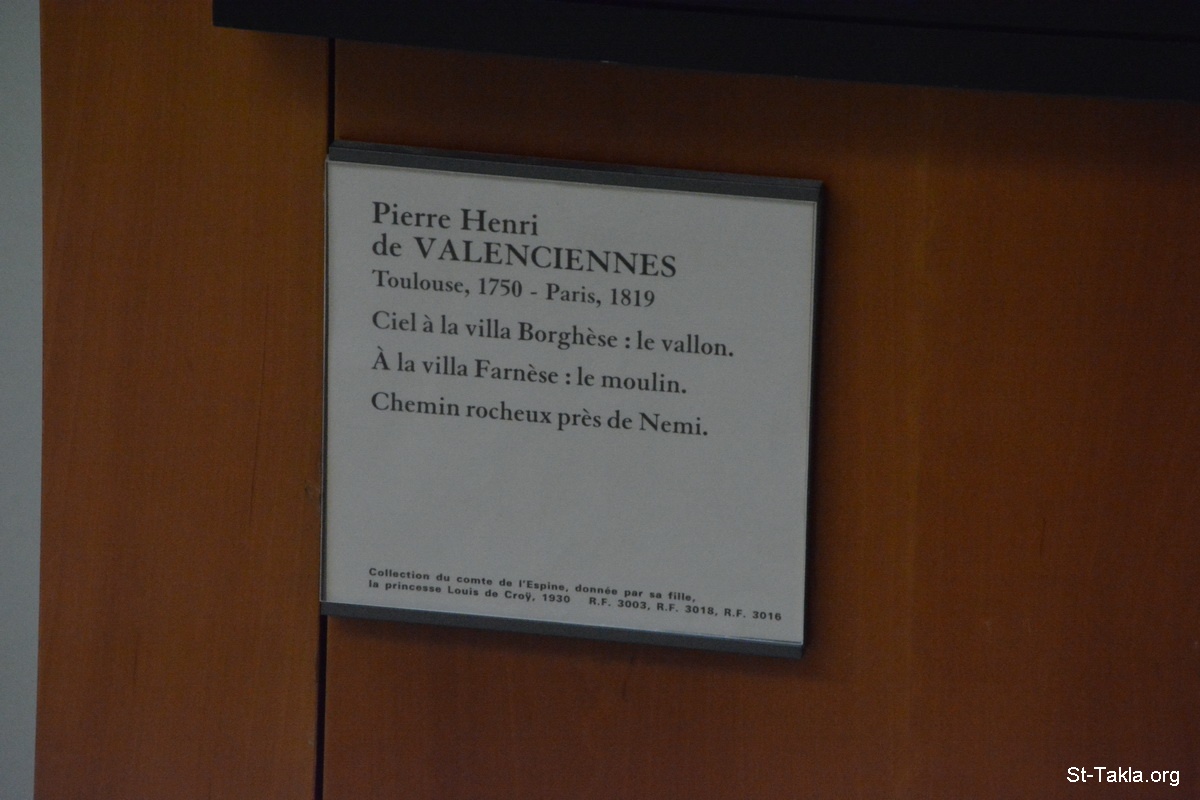 Pierre Henri
de VALENCIENNES
Toulouse, 1750 - Paris, 1819
Ciel à la villa Borghèse : le vallon.
À la villa Farnèse : le moulin.
Chemin rocheux près de Nemi.
Collection du comte de l'Espine, donnée par sa fille,
la princesse Louis de Croÿ, 1930 R.F. 3003, R.F. 3018, R.F. 3016
St-Takla.org